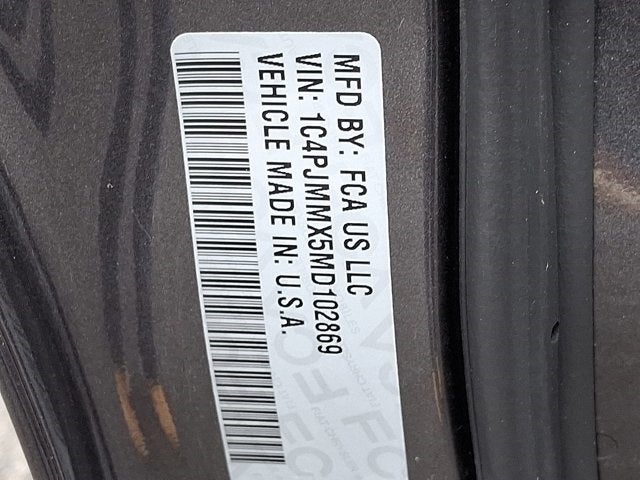 MFD BY: FCA US LLC
VIN: 1C4PJMMX5MD102869
VEHICLE MADE IN: U.S.A.